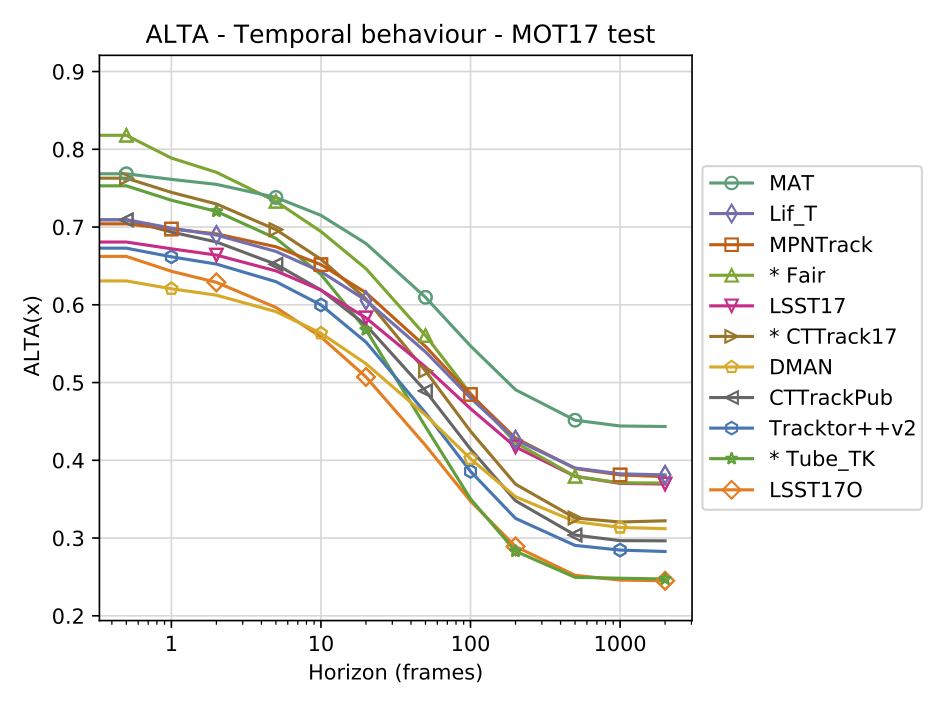 ALTA - Temporal behaviour - MOT17 test
ALTA(x)
0.9
0.8
0.7
0.6
0.5
0.4
0.3
0.2
1 10 100 1000
Horizon (frames)
MAT
Lif_T
MPNTrack
* Fair
LSST17
* CTTrack17
DMAN
CTTrackPub
Tracktor++v2
* Tube_TK
LSST17O